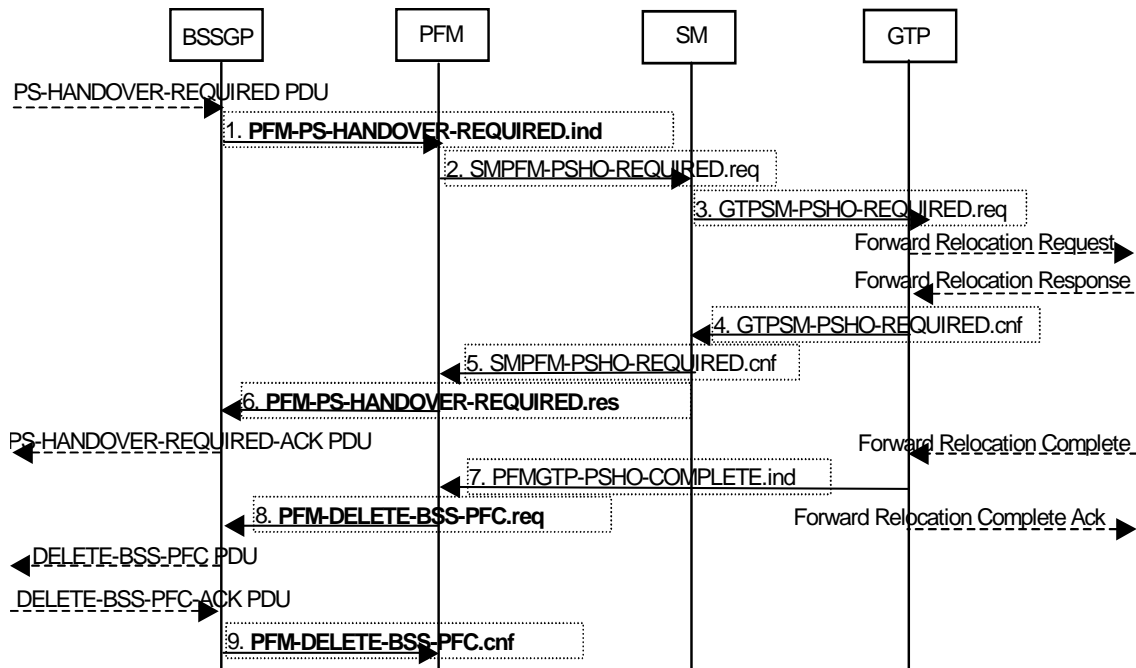 BSSGP PFM SM GTP
PS-HANDOVER-REQUIRED PDU
1. PFM-PS-HANDOVER-REQUIRED.ind
2. SMPFM-PSHO-REQUIRED.req
3. GTPSM-PSHO-REQUIRED.req
Forward Relocation Request
Forward Relocation Response
4. GTPSM-PSHO-REQUIRED.cnf
5. SMPFM-PSHO-REQUIRED.cnf
6. PFM-PS-HANDOVER-REQUIRED.res
PS-HANDOVER-REQUIRED-ACK PDU
Forward Relocation Complete
7. PFMGTP-PSHO-COMPLETE.ind
8. PFM-DELETE-BSS-PFC.req
Forward Relocation Complete Ack
DELETE-BSS-PFC PDU
DELETE-BSS-PFC-ACK PDU
9. PFM-DELETE-BSS-PFC.cnf